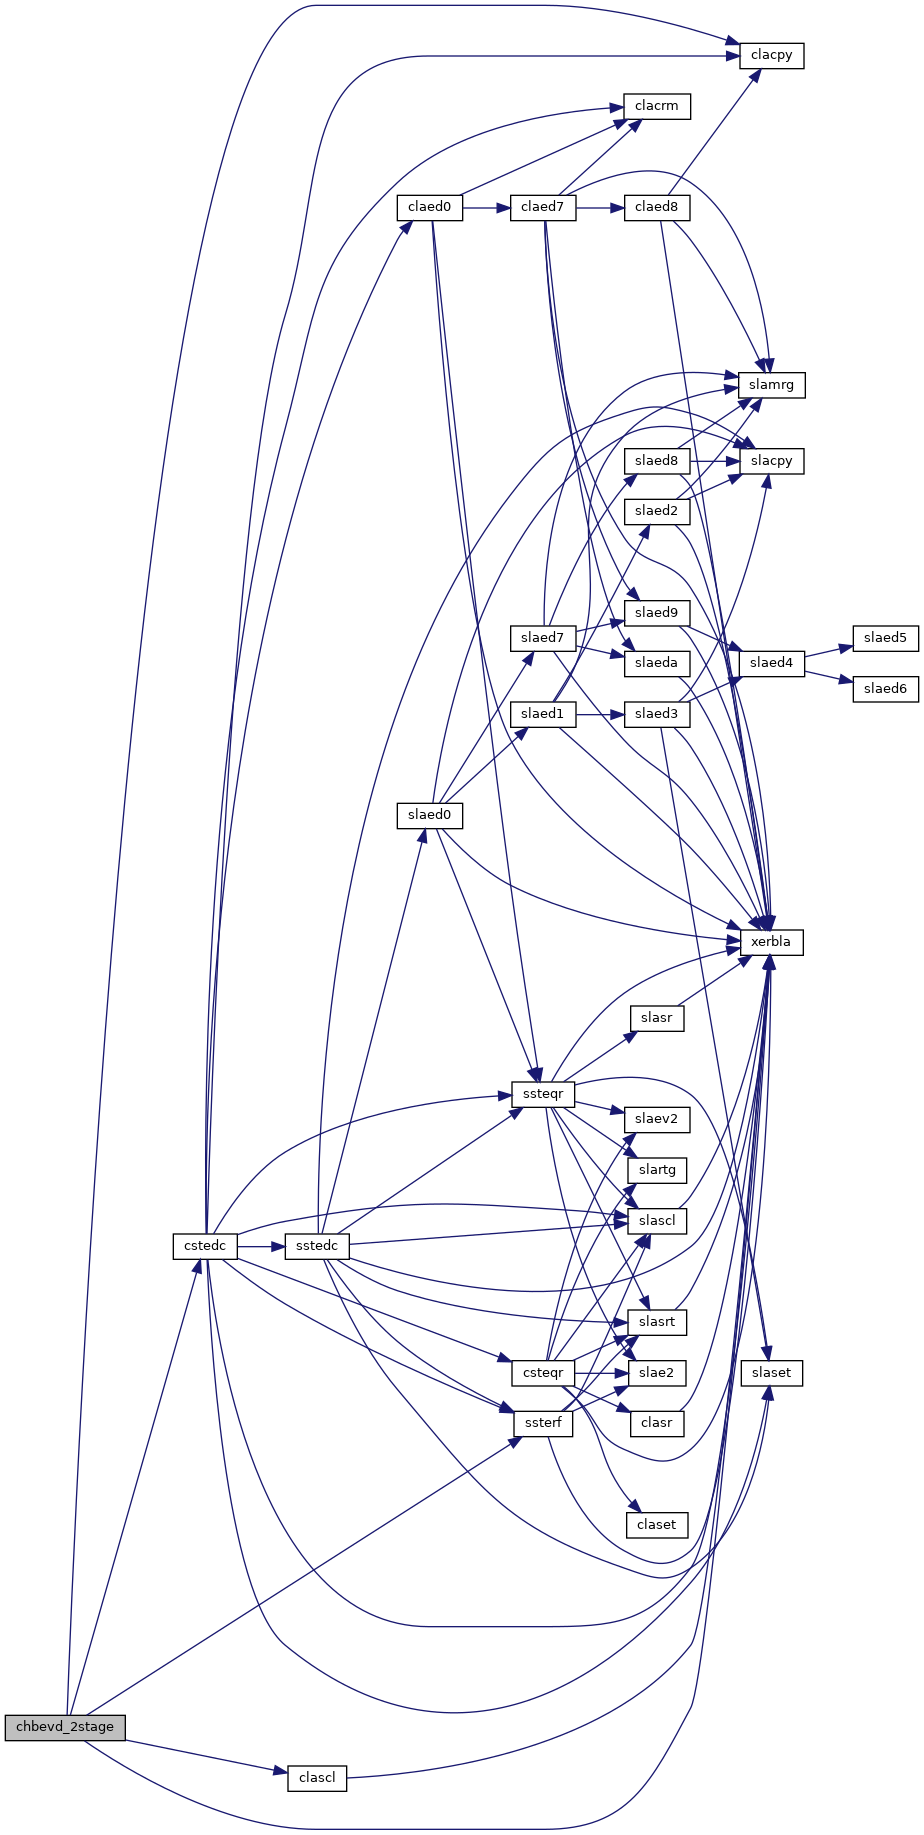 clacpy
clacrm
claed0
claed7
claed8
slamrg
slaed8
slacpy
slaed2
slaed9
slaed7
slaed5
slaeda
slaed4
slaed6
slaed1
slaed3
slaed0
xerbla
slasr
ssteqr
slaev2
slartg
slascl
cstedc
sstedc
slasrt
csteqr
slae2
slaset
ssterf
clasr
claset
chbevd_2stage
clascl